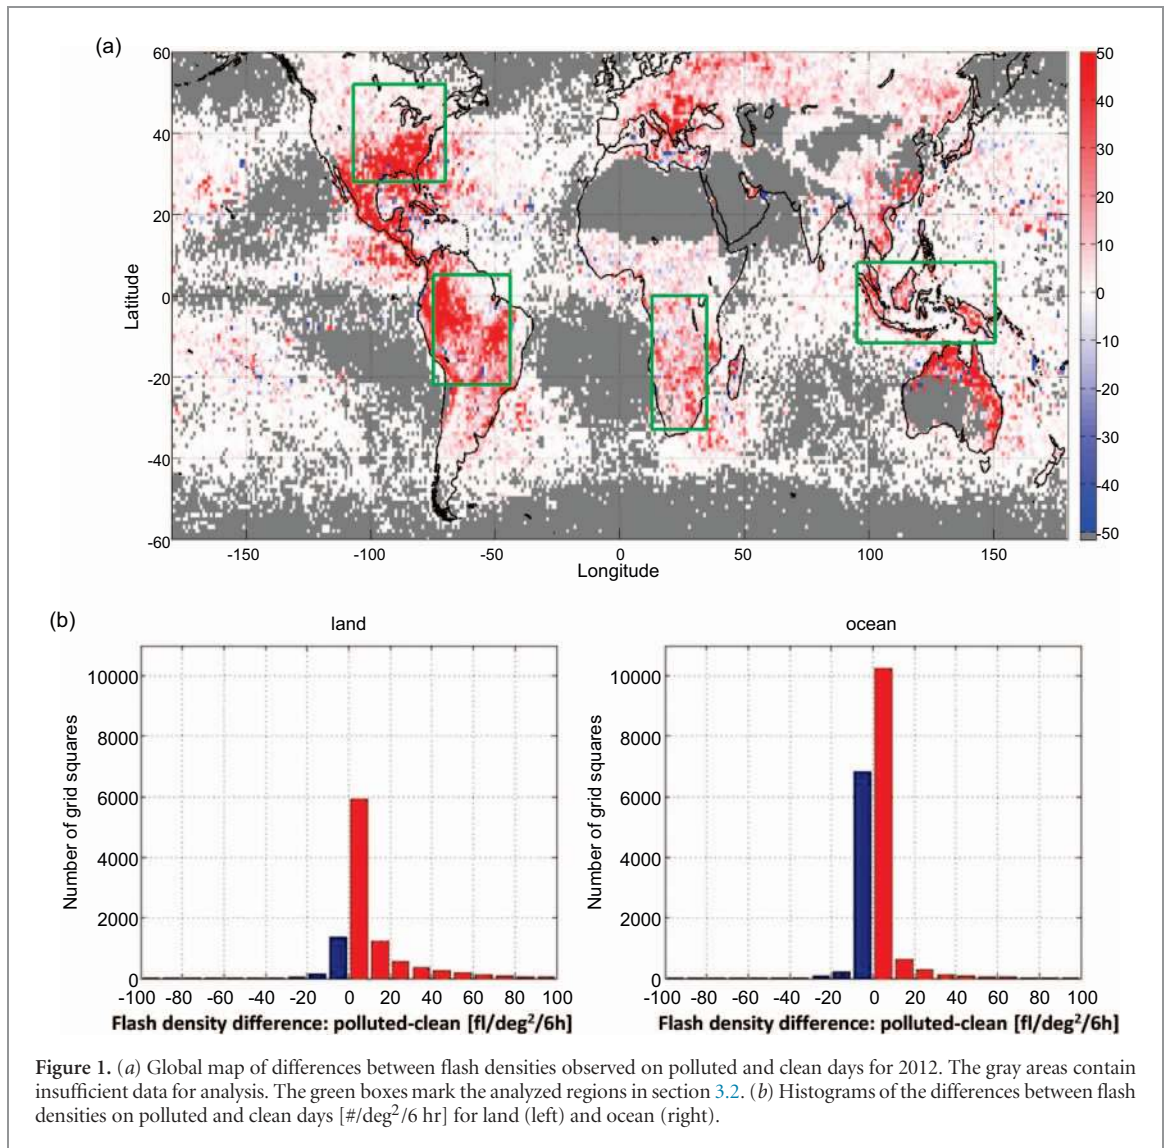 (a)
60
40
20
0
-20
-40
-60
Latitude
-150 -100 -50 0 50 100 150
Longitude
50
40
30
20
10
0
-10
-20
-30
-40
-50
(b)
land
10000
8000
6000
4000
2000
0
Number of grid squares
-100 -80 -60 -40 -20 0 20 40 60 80 100
Flash density difference: polluted-clean [fl/deg²/6h]
ocean
10000
8000
6000
4000
2000
0
Number of grid squares
-100 -80 -60 -40 -20 0 20 40 60 80 100
Flash density difference: polluted-clean [fl/deg²/6h]
Figure 1. (a) Global map of differences between flash densities observed on polluted and clean days for 2012. The gray areas contain
insufficient data for analysis. The green boxes mark the analyzed regions in section 3.2. (b) Histograms of the differences between flash
densities on polluted and clean days [#/deg²/6 hr] for land (left) and ocean (right).